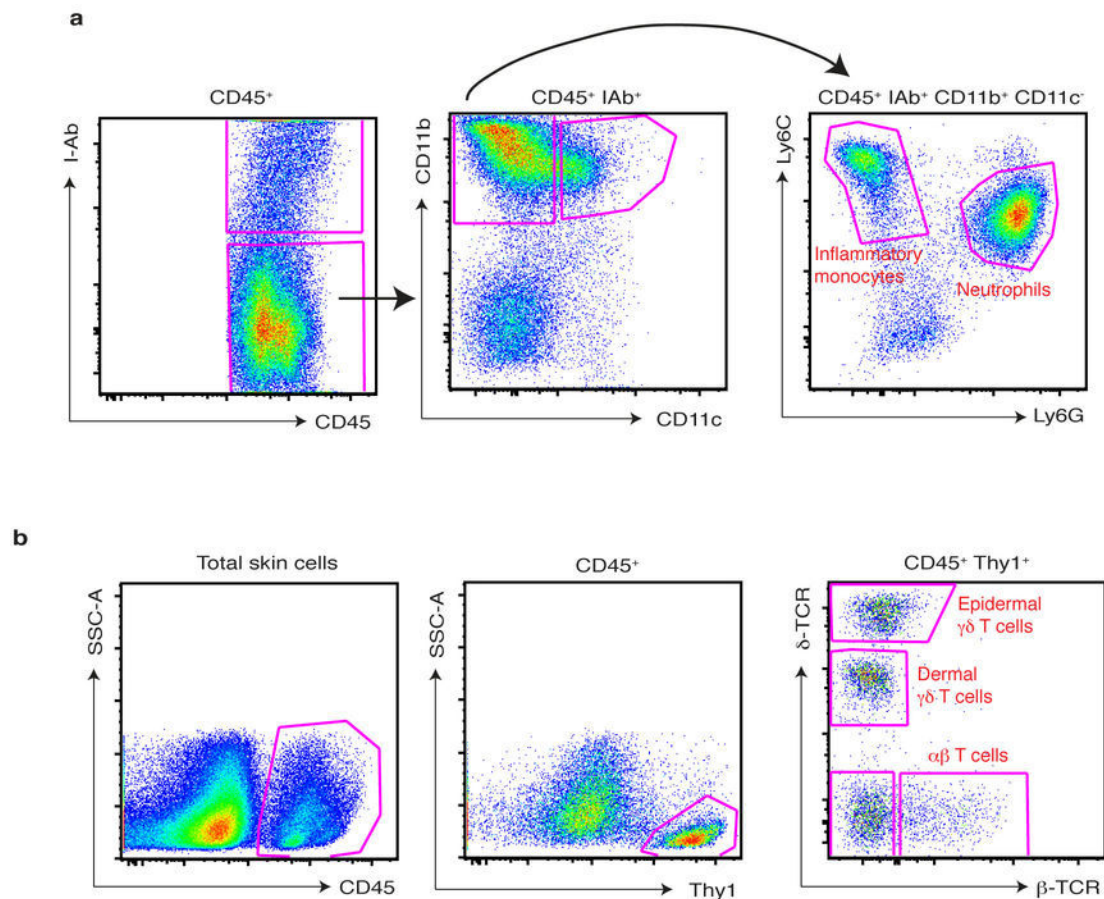 a
CD45⁺
I-Ab
CD45
CD45⁺ IAb⁺
CD11b
CD11c
CD45⁺ IAb⁺ CD11b⁺ CD11c⁻
Ly6C
Inflammatory
monocytes
Neutrophils
Ly6G
b
Total skin cells
SSC-A
CD45
CD45⁺
SSC-A
Thy1
CD45⁺ Thy1⁺
δ-TCR
Epidermal
γδ T cells
Dermal
γδ T cells
αβ T cells
β-TCR